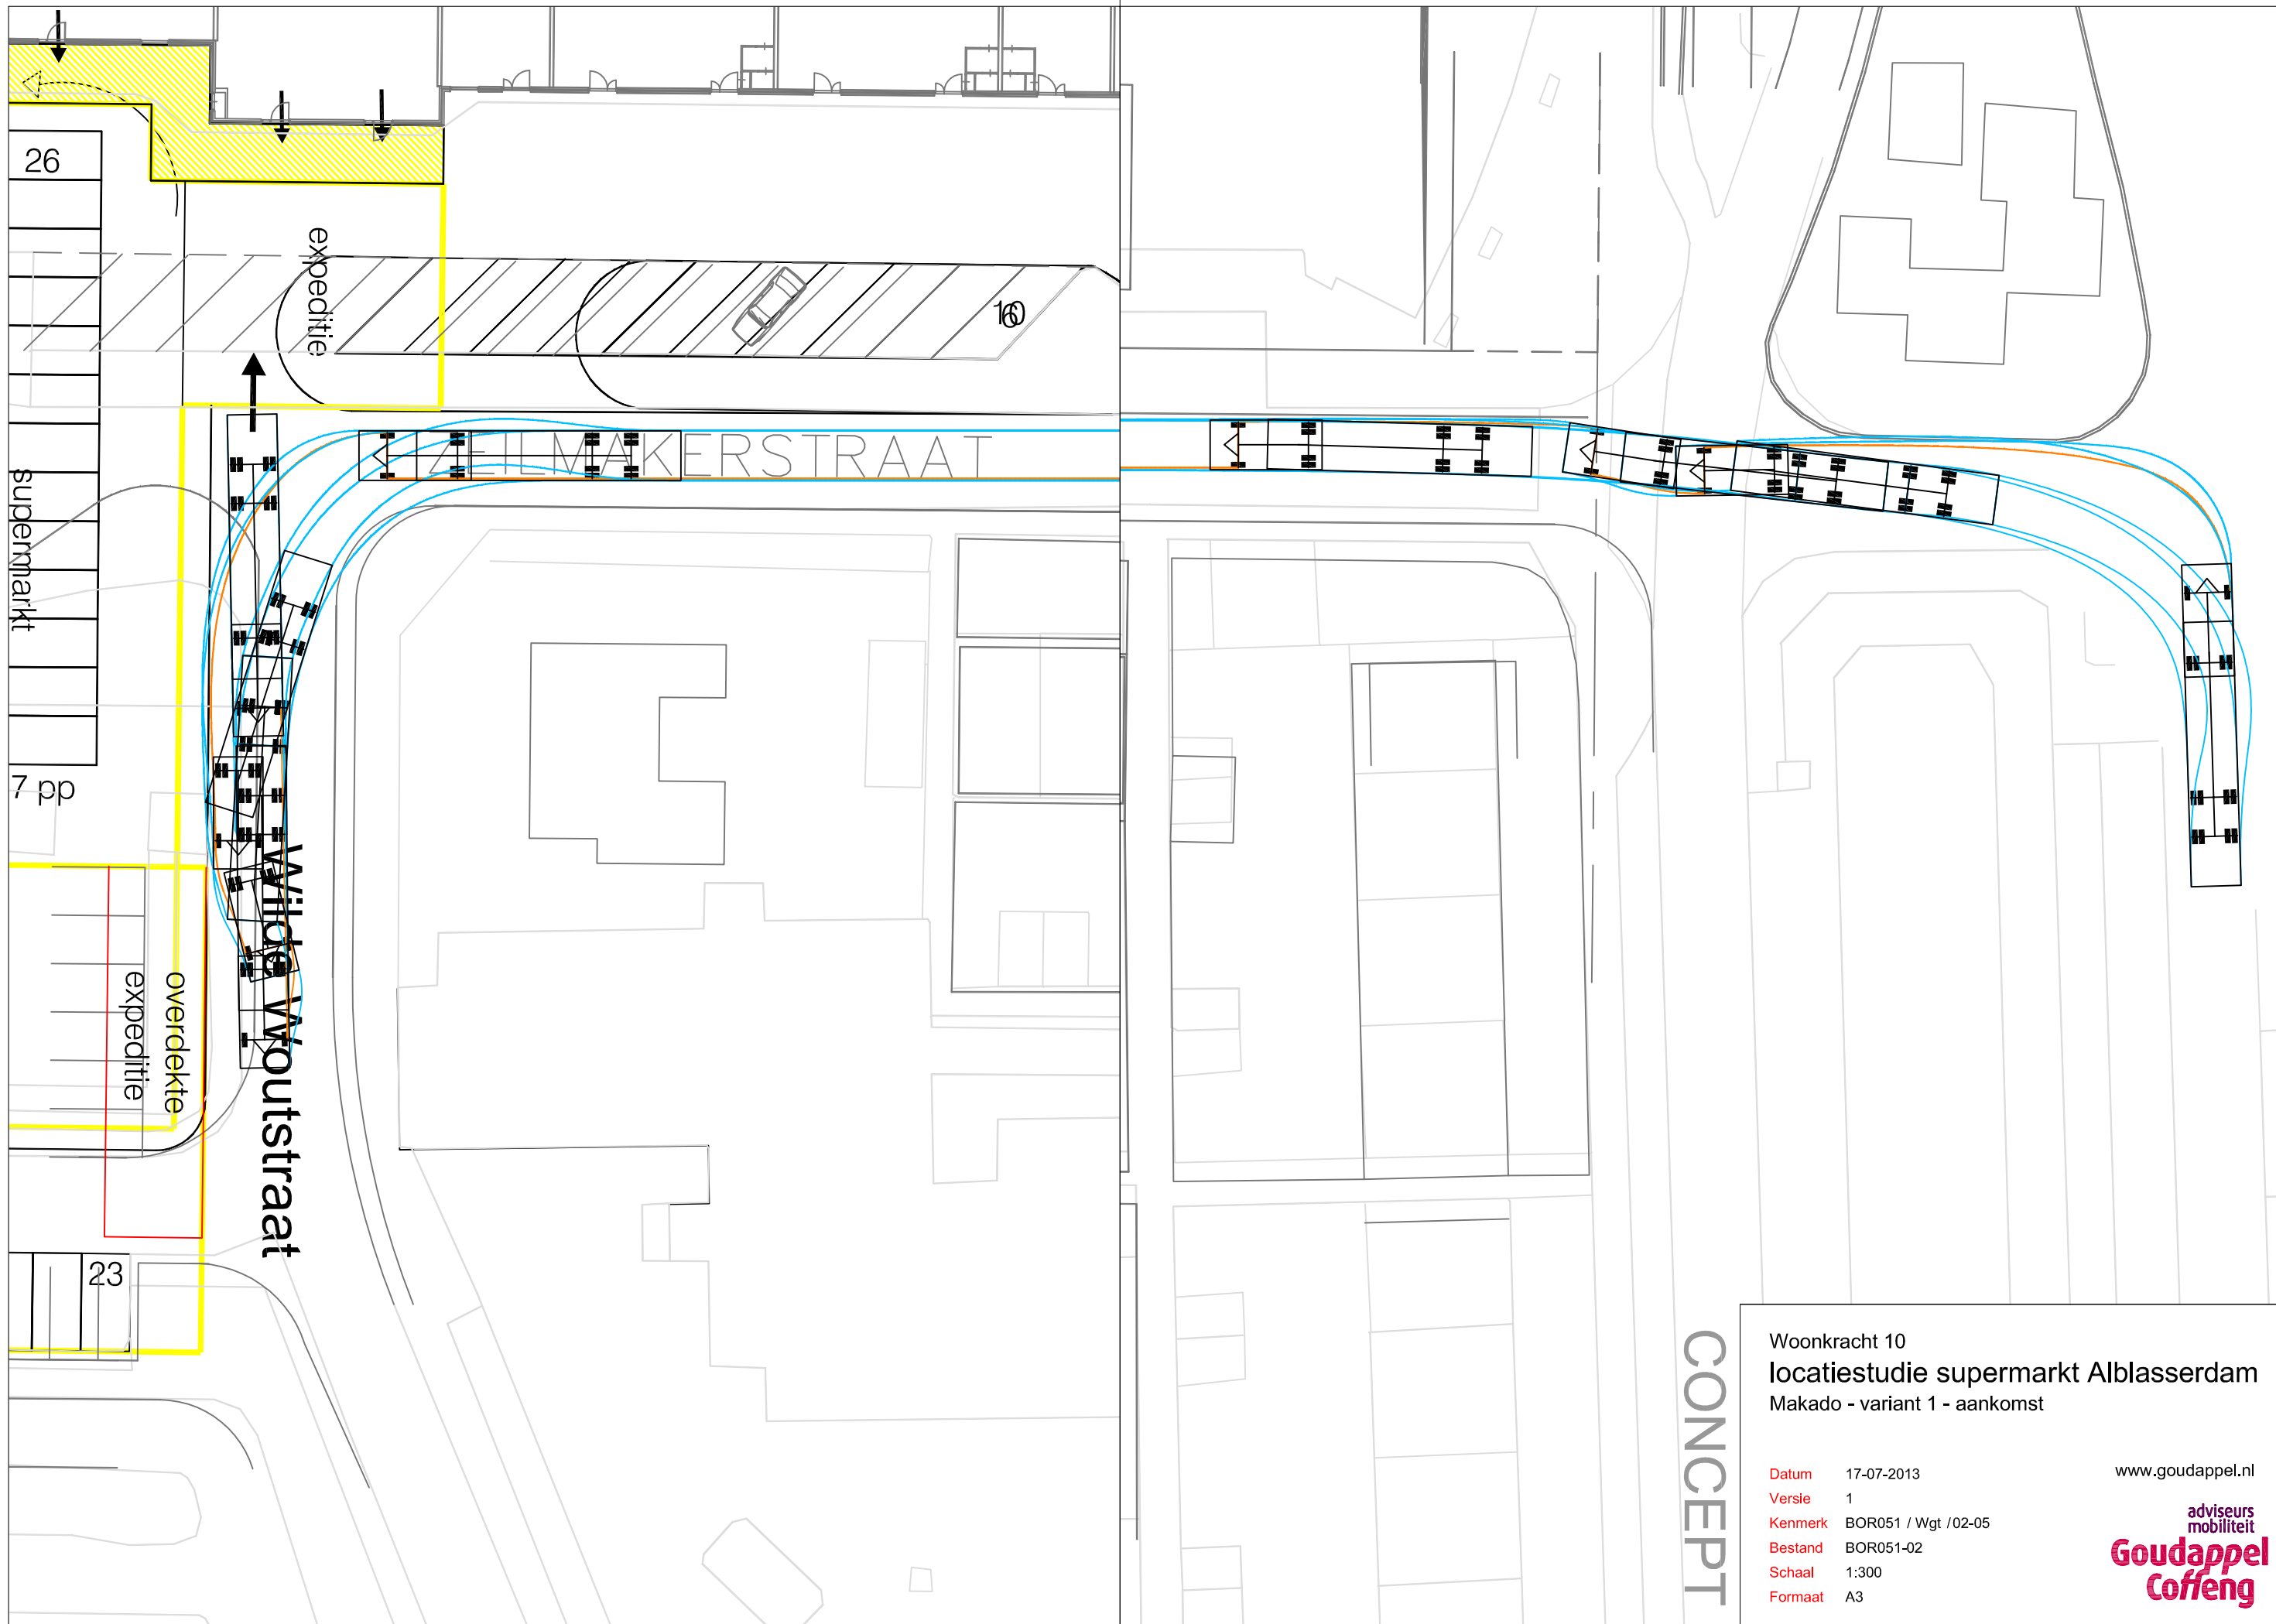 26
expeditie
160
ZEILMAKERSTRAAT
supermarkt
7 pp
Wilde Woutstraat
overdekte
expeditie
23
CONCEPT
Woonkracht 10
locatiestudie supermarkt Alblasserdam
Makado - variant 1 - aankomst
Datum 17-07-2013
www.goudappel.nl
Versie 1
Kenmerk BOR051 / Wgt /02-05
Bestand BOR051-02
Schaal 1:300
Formaat A3
adviseurs
mobiliteit
Goudappel
Coffeng